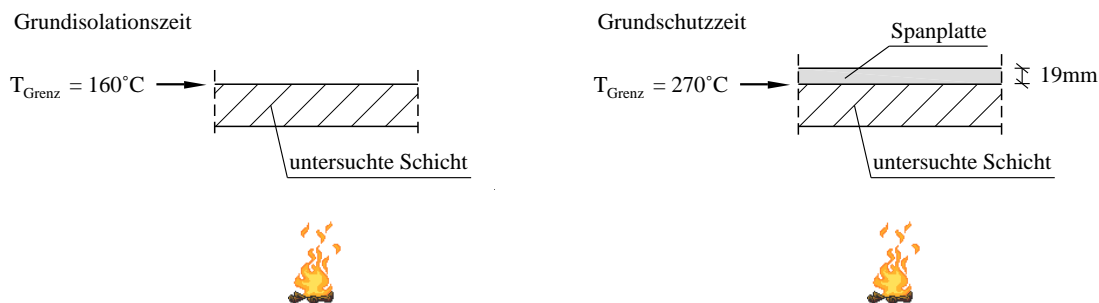 Grundisolationszeit
T_Grenz = 160˚C
untersuchte Schicht
Grundschutzzeit
Spanplatte
T_Grenz = 270˚C
19mm
untersuchte Schicht